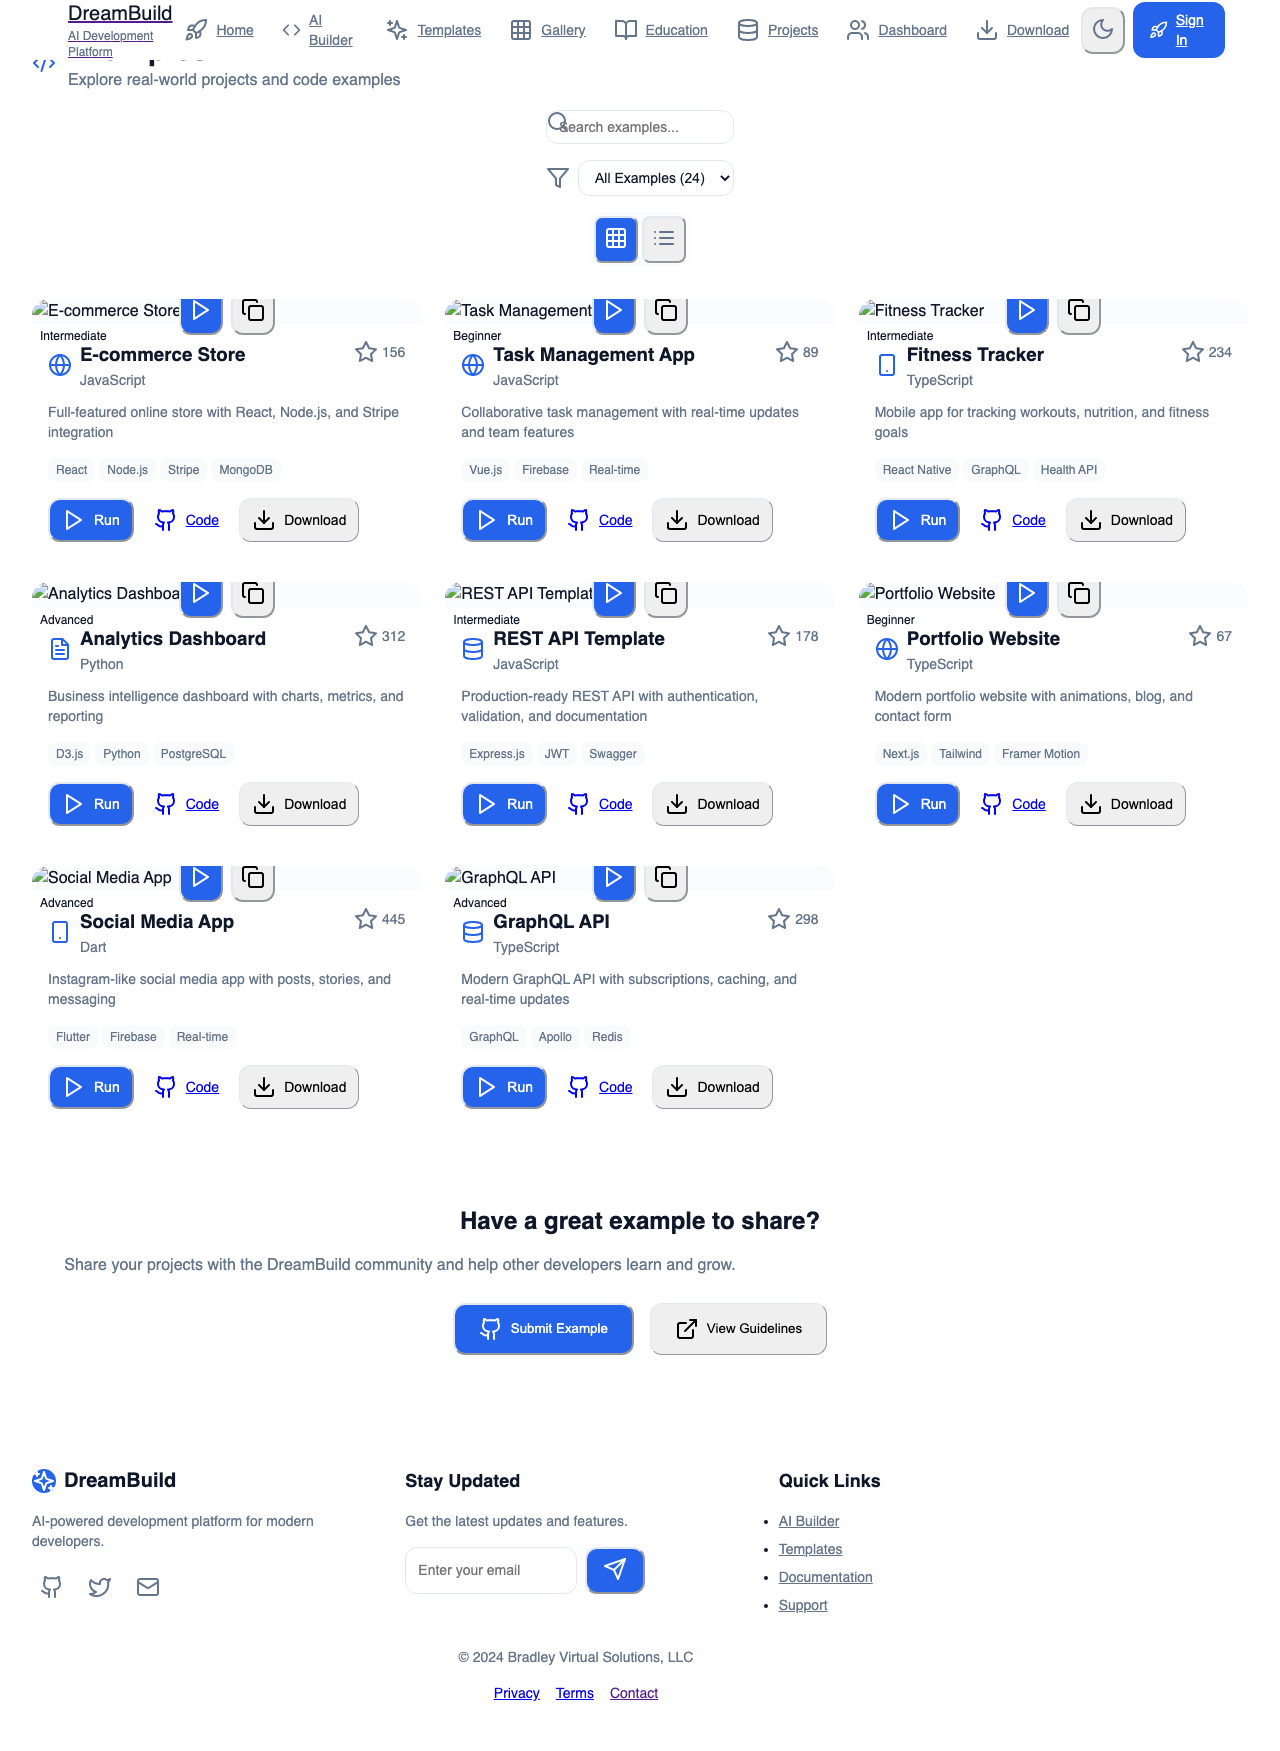 DreamBuild
AI Development
Platform
Home
AI
Builder
Templates
Gallery
Education
Projects
Dashboard
Download
Sign
In
Explore real-world projects and code examples
Search examples...
All Examples (24)
E-commerce Store
Task Management
Fitness Tracker
Intermediate
Beginner
Intermediate
E-commerce Store
156
JavaScript
Full-featured online store with React, Node.js, and Stripe
integration
React Node.js Stripe MongoDB
Run Code Download
Task Management App
89
JavaScript
Collaborative task management with real-time updates
and team features
Vue.js Firebase Real-time
Run Code Download
Fitness Tracker
234
TypeScript
Mobile app for tracking workouts, nutrition, and fitness
goals
React Native GraphQL Health API
Run Code Download
Analytics Dashboa
REST API Templat
Portfolio Website
Advanced
Intermediate
Beginner
Analytics Dashboard
312
Python
Business intelligence dashboard with charts, metrics, and
reporting
D3.js Python PostgreSQL
Run Code Download
REST API Template
178
JavaScript
Production-ready REST API with authentication,
validation, and documentation
Express.js JWT Swagger
Run Code Download
Portfolio Website
67
TypeScript
Modern portfolio website with animations, blog, and
contact form
Next.js Tailwind Framer Motion
Run Code Download
Social Media App
GraphQL API
Advanced
Advanced
Social Media App
445
Dart
Instagram-like social media app with posts, stories, and
messaging
Flutter Firebase Real-time
Run Code Download
GraphQL API
298
TypeScript
Modern GraphQL API with subscriptions, caching, and
real-time updates
GraphQL Apollo Redis
Run Code Download
Have a great example to share?
Share your projects with the DreamBuild community and help other developers learn and grow.
Submit Example
View Guidelines
DreamBuild
AI-powered development platform for modern
developers.
Stay Updated
Get the latest updates and features.
Enter your email
Quick Links
AI Builder
Templates
Documentation
Support
© 2024 Bradley Virtual Solutions, LLC
Privacy Terms Contact